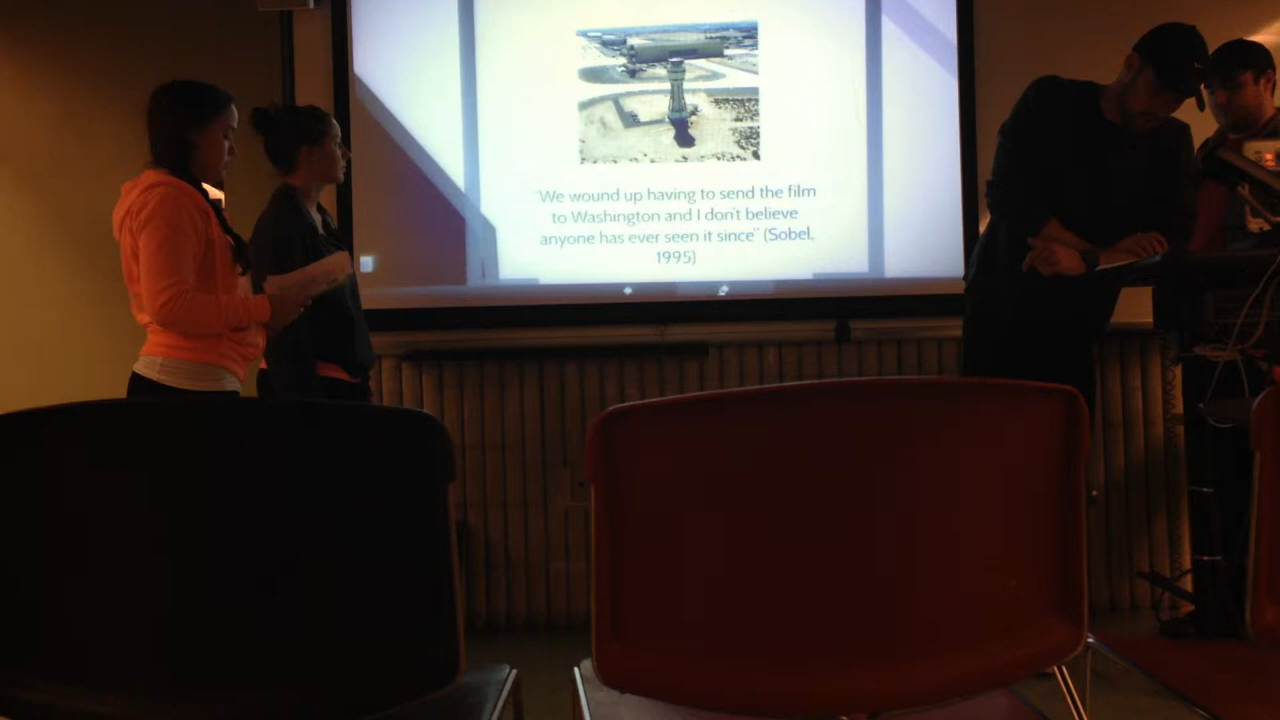 "We wound up having to send the film
to Washington and I don't believe
anyone has ever seen it since" (Sobel,
1995)